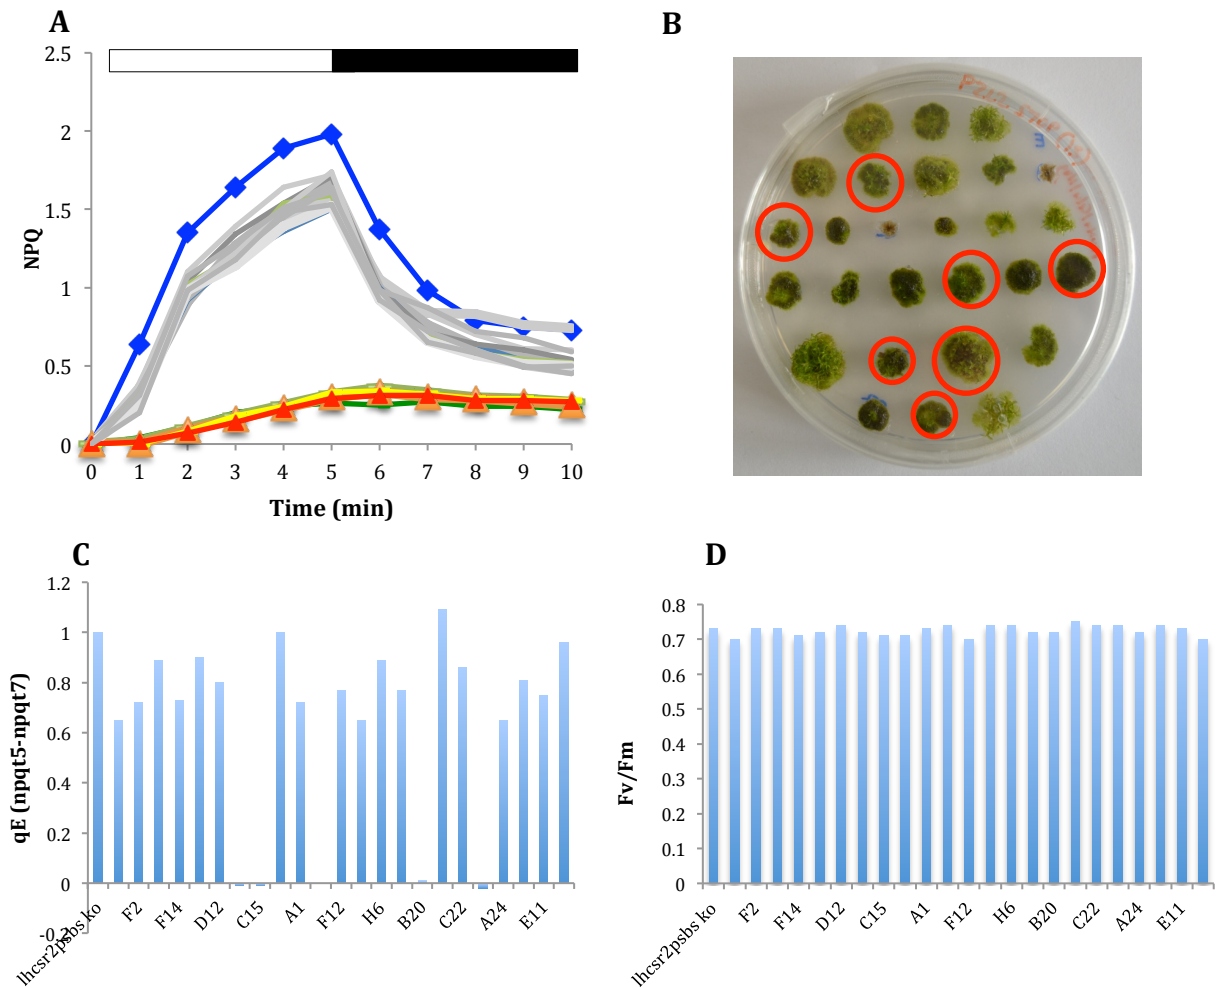 A
B
2.5
2
1.5
1
0.5
0
NPQ
0 1 2 3 4 5 6 7 8 9 10
Time (min)
E
C
1.2
1
0.8
0.6
0.4
0.2
0
-0.2
qE (npqt5-npqt7)
lhcsr2psbs ko F2 F14 D12 C15 A1 F12 H6 B20 C22 A24 E11
D
0.8
0.7
0.6
0.5
0.4
0.3
0.2
0.1
0
Fv/Fm
lhcsr2psbs ko F2 F14 D12 C15 A1 F12 H6 B20 C22 A24 E11